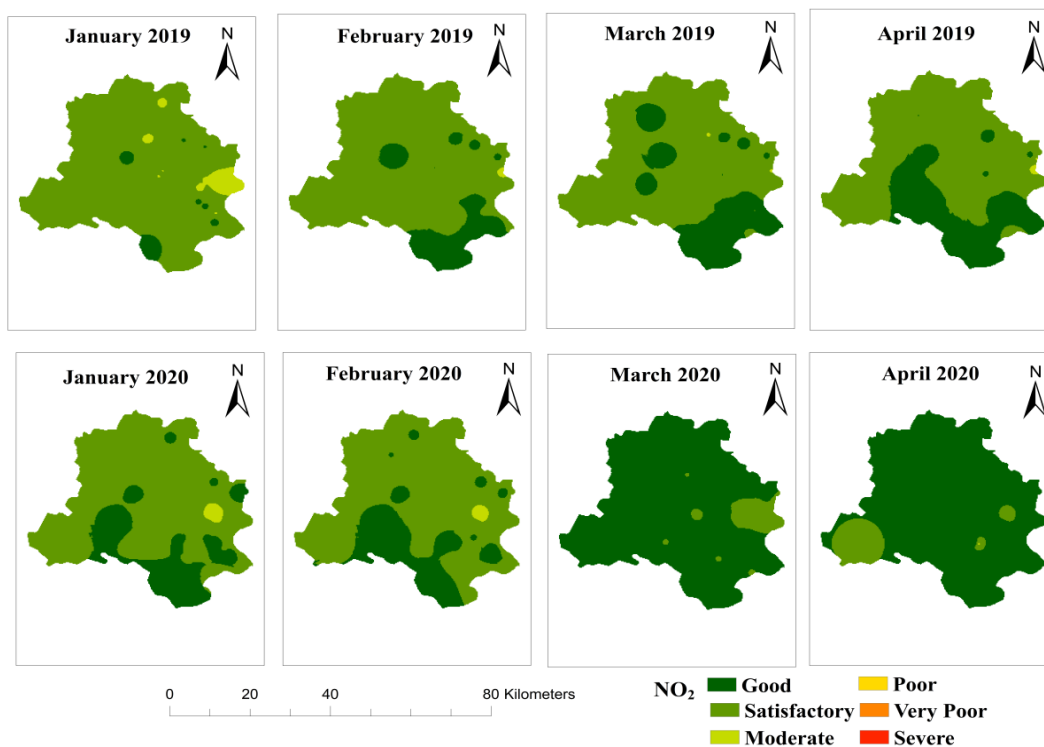 January 2019
N
February 2019
N
March 2019
N
April 2019
N
January 2020
N
February 2020
N
March 2020
N
April 2020
N
0 20 40 80 Kilometers
NO₂ Good Poor
Satisfactory Very Poor
Moderate Severe